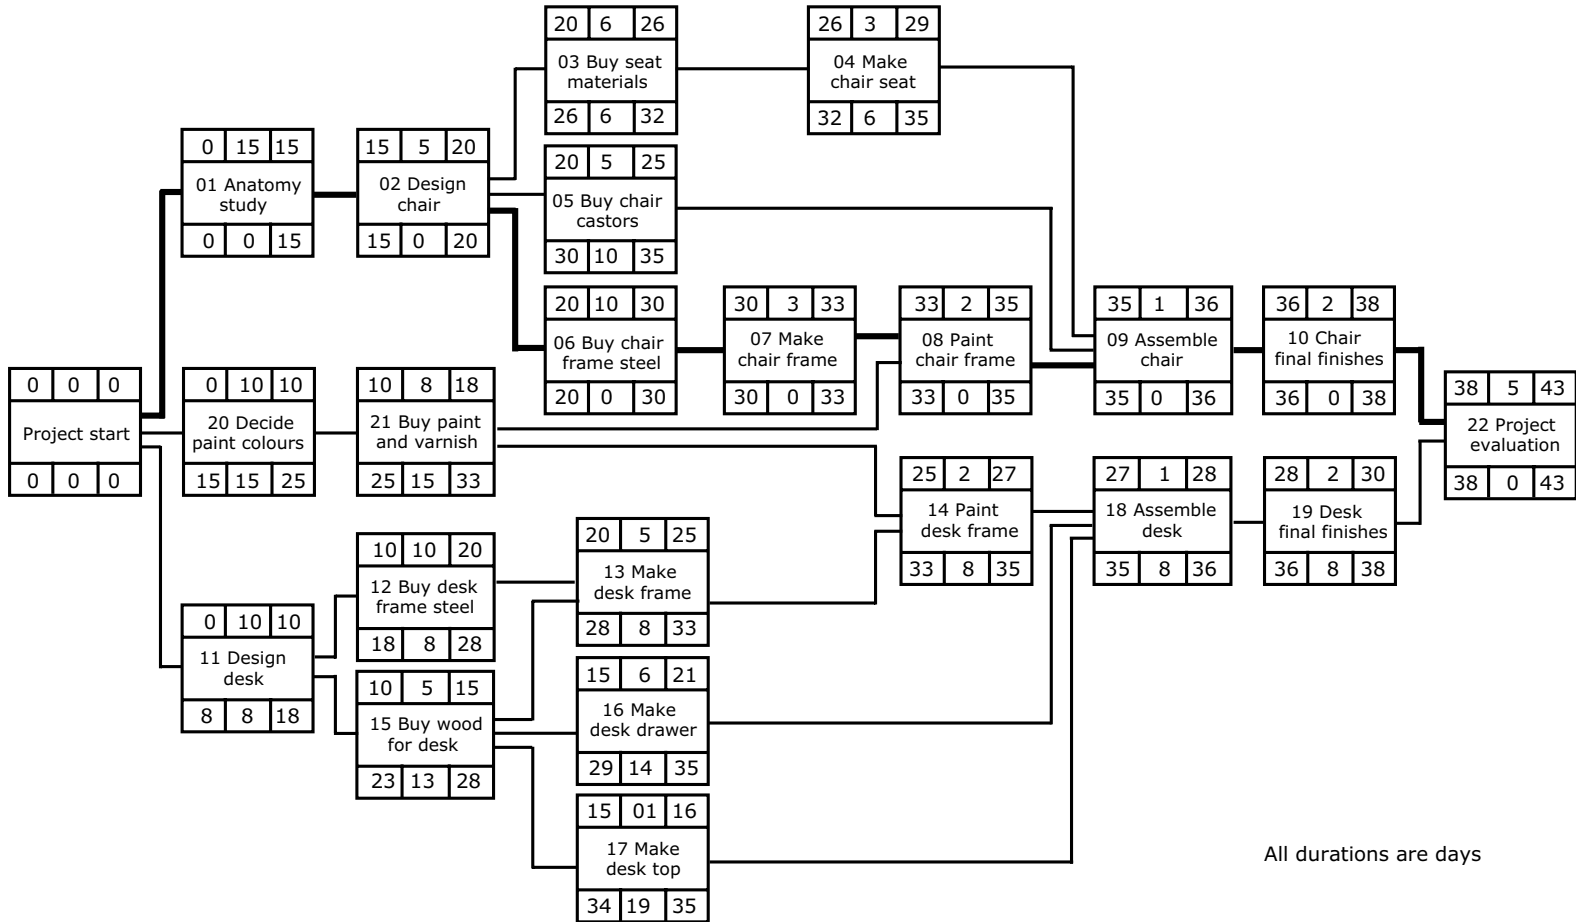 20 6 26
03 Buy seat
materials
26 6 32
26 3 29
04 Make
chair seat
32 6 35
0 15 15
01 Anatomy
study
0 0 15
15 5 20
02 Design
chair
15 0 20
20 5 25
05 Buy chair
castors
30 10 35
20 10 30
06 Buy chair
frame steel
20 0 30
30 3 33
07 Make
chair frame
30 0 33
33 2 35
08 Paint
chair frame
33 0 35
35 1 36
09 Assemble
chair
35 0 36
36 2 38
10 Chair
final finishes
36 0 38
0 0 0
Project start
0 0 0
0 10 10
20 Decide
paint colours
15 15 25
10 8 18
21 Buy paint
and varnish
25 15 33
38 5 43
22 Project
evaluation
38 0 43
25 2 27
14 Paint
desk frame
33 8 35
27 1 28
18 Assemble
desk
35 8 36
28 2 30
19 Desk
final finishes
36 8 38
10 10 20
12 Buy desk
frame steel
18 8 28
20 5 25
13 Make
desk frame
28 8 33
0 10 10
11 Design
desk
8 8 18
10 5 15
15 Buy wood
for desk
23 13 28
15 6 21
16 Make
desk drawer
29 14 35
15 01 16
17 Make
desk top
34 19 35
All durations are days